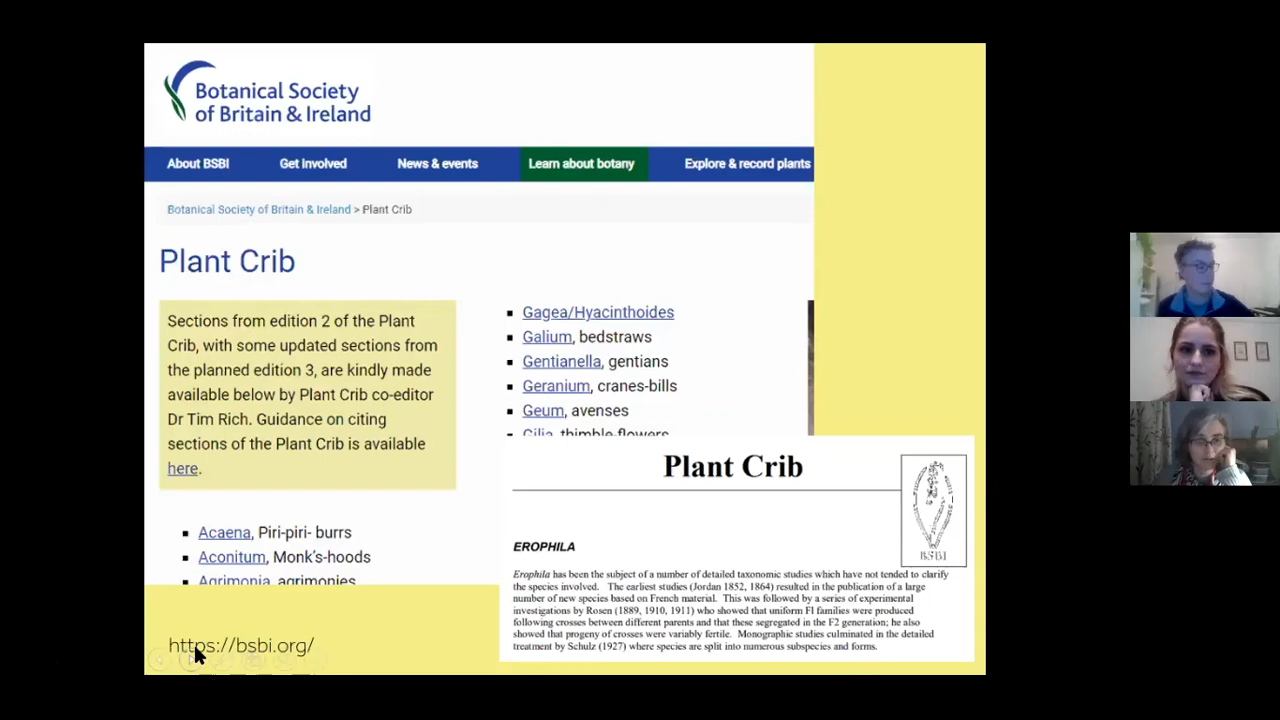 Botanical Society
of Britain & Ireland
About BSBI
Get involved
News & events
Learn about botany
Explore & record plants
Botanical Society of Britain & Ireland > Plant Crib
Plant Crib
Sections from edition 2 of the Plant
Crib, with some updated sections from
the planned edition 3, are kindly made
available below by Plant Crib co-editor
Dr Tim Rich. Guidance on citing
sections of the Plant Crib is available
here.
Acaena, Piri-piri- burrs
Aconitum, Monk's-hoods
Agrimonia, agrimonies
Gagea/Hyacinthoides
Galium, bedstraws
Gentianella, gentians
Geranium, cranes-bills
Geum, avenses
Gilia, thimble-flowers
Plant Crib
BSBI
EROPHILA
Erophila has been the subject of a number of detailed taxonomic studies which have not tended to clarify
the species involved. The earliest studies (Jordan 1852, 1864) resulted in the publication of a large
number of new species based on French material. This was followed by a series of experimental
investigations by Rosen (1889, 1910, 1911) who showed that uniform F1 families were produced
following crosses between different parents and that these segregated in the F2 generation; he also
showed that progeny of crosses were variably fertile. Monographic studies culminated in the detailed
treatment by Schulz (1927) where species are split into numerous subspecies and forms.
https://bsbi.org/